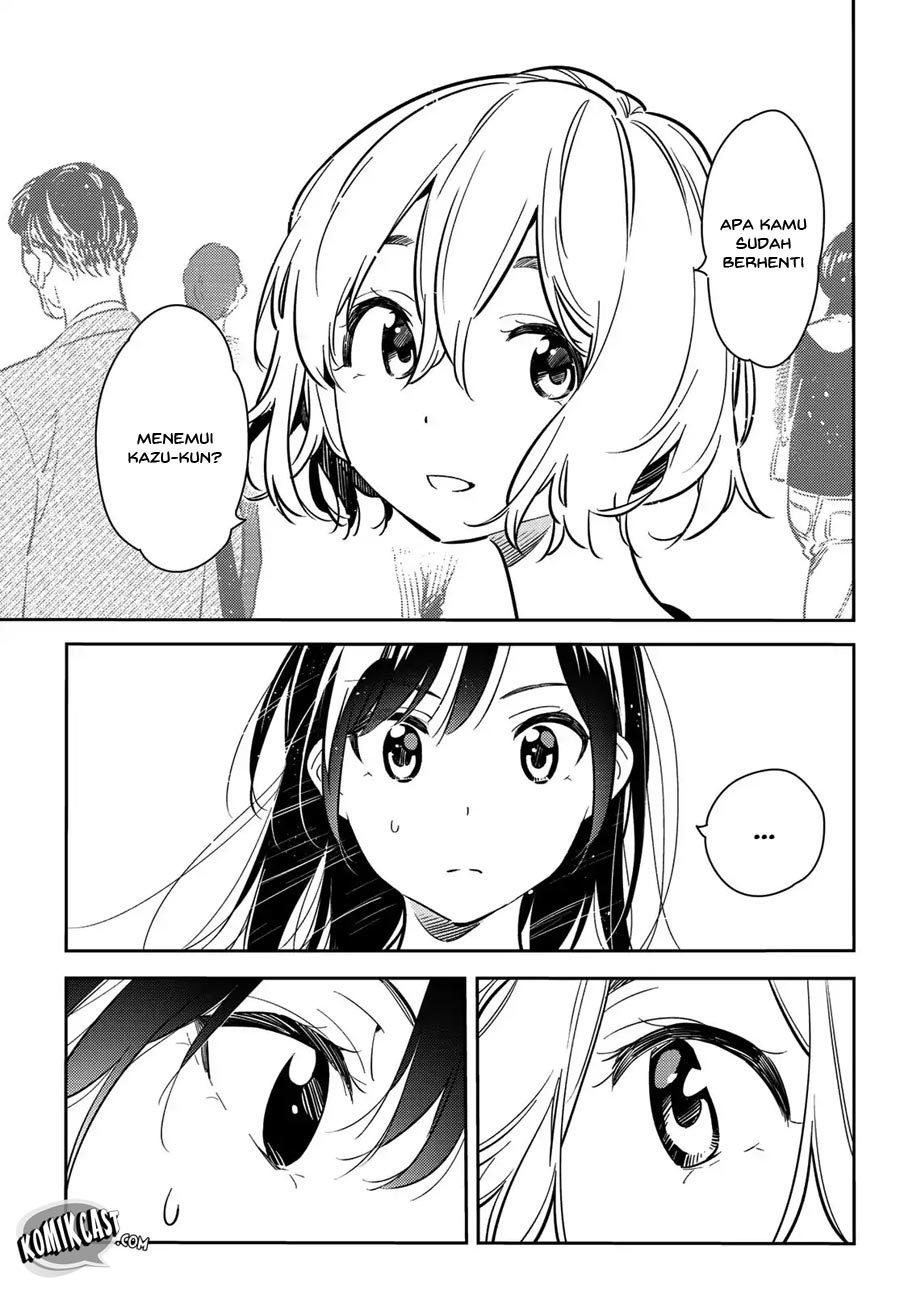 APA KAMU
SUDAH
BERHENTI
MENEMUI
KAZU-KUN?
...
KOMIKCAST
.COM